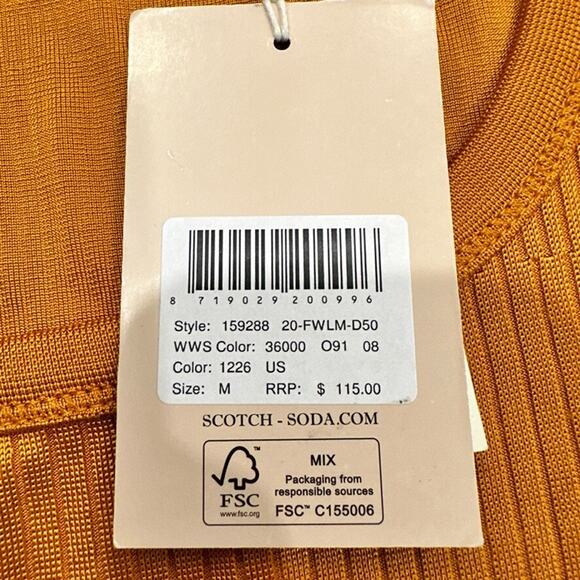 8 719029 200996
Style: 159288 20-FWLM-D50
WWS Color: 36000 O91 08
Color: 1226 US
Size: M RRP: $ 115.00
SCOTCH - SODA.COM
FSC™
www.fsc.org
MIX
Packaging from
responsible sources
FSC™ C155006